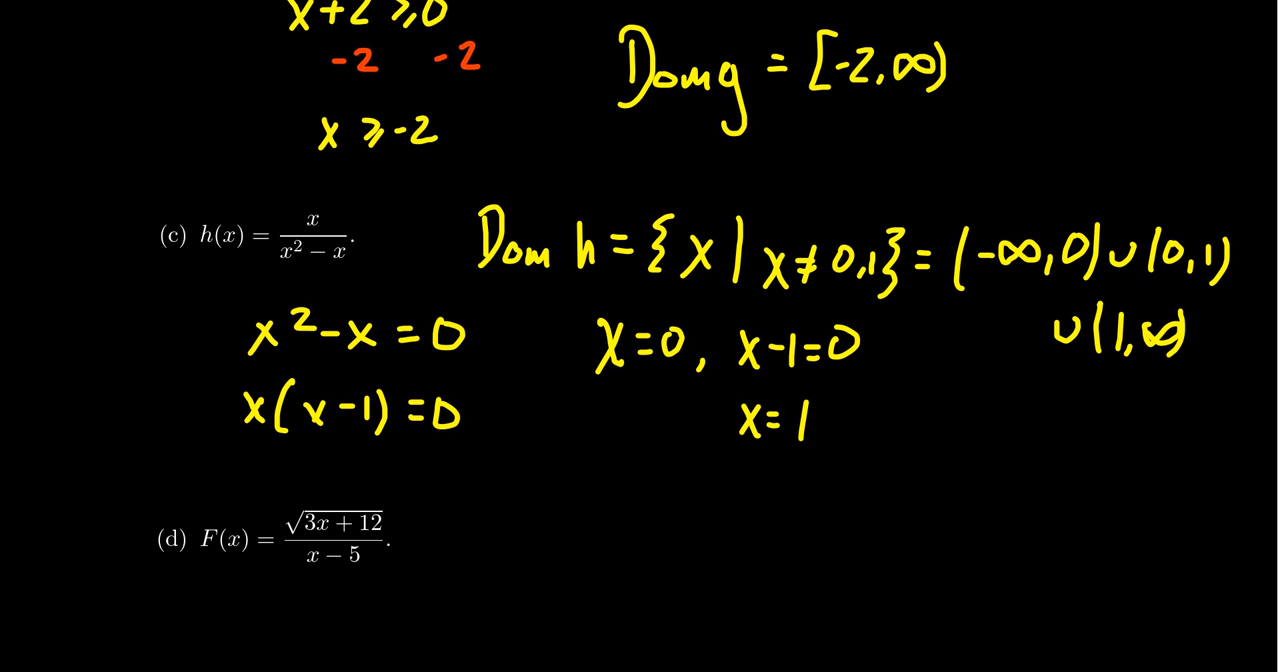 x + 2 ≥ 0
-2 -2
Dom g = [-2, ∞)
x ≥ -2
(c) h(x) = x / (x² − x).
Dom h = { x | x ≠ 0, 1 } = (-∞, 0) ∪ (0, 1)
∪ (1, ∞)
x² - x = 0
x = 0, x - 1 = 0
x(x - 1) = 0
x = 1
(d) F(x) = √(3x + 12) / (x − 5).